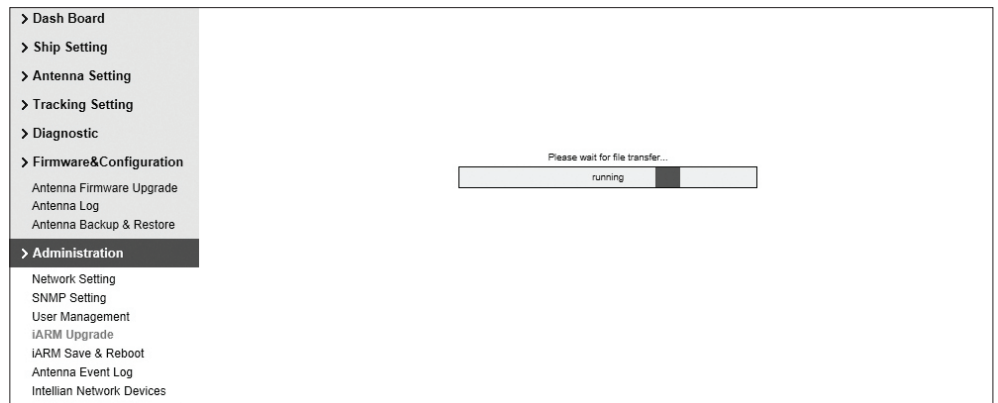 > Dash Board
> Ship Setting
> Antenna Setting
> Tracking Setting
> Diagnostic
> Firmware&Configuration
Antenna Firmware Upgrade
Antenna Log
Antenna Backup & Restore
> Administration
Network Setting
SNMP Setting
User Management
iARM Upgrade
iARM Save & Reboot
Antenna Event Log
Intellian Network Devices
Please wait for file transfer...
running